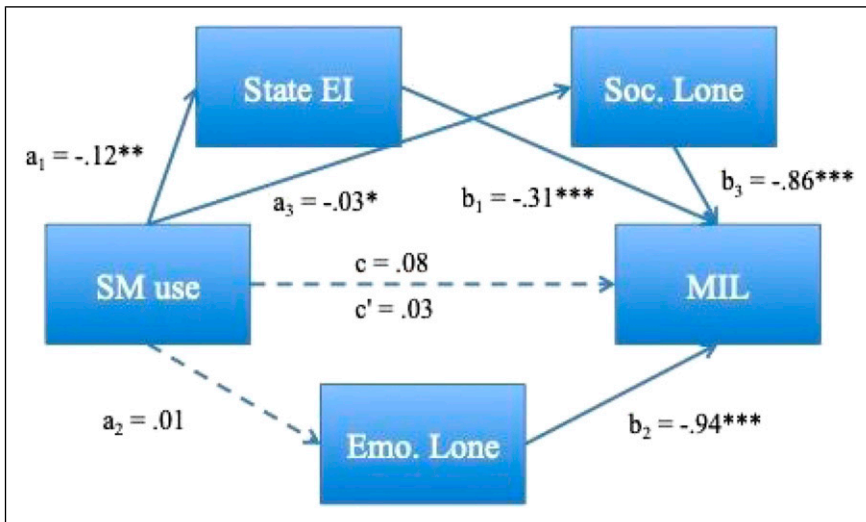 State EI
Soc. Lone
a₁ = -.12**
a₃ = -.03*
b₁ = -.31***
b₃ = -.86***
SM use
c = .08
c' = .03
MIL
a₂ = .01
Emo. Lone
b₂ = -.94***